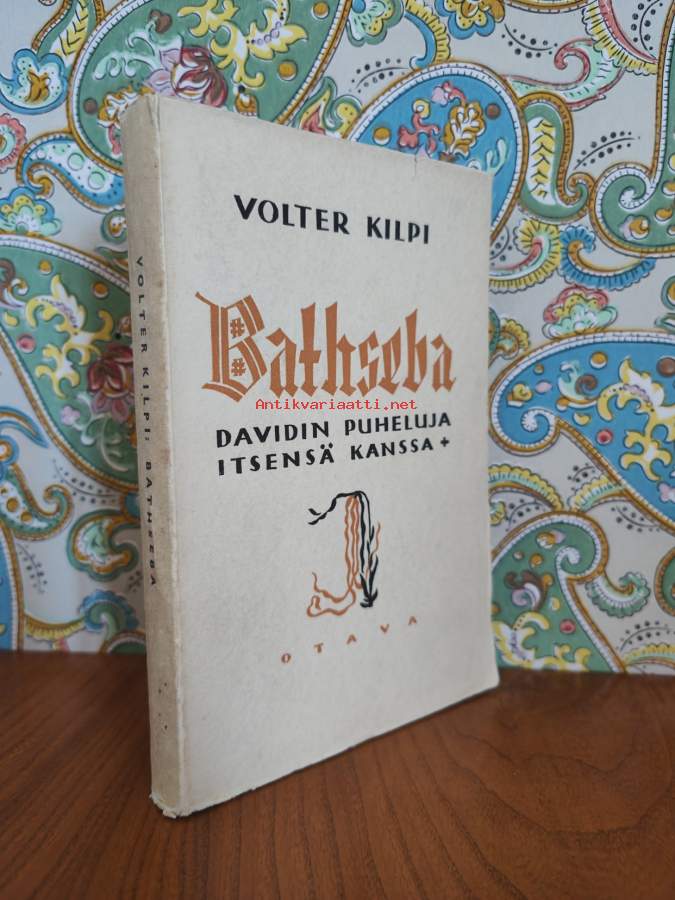 VOLTER KILPI
Bathseba
Antikvariaatti.net
DAVIDIN PUHELUJA
ITSENSÄ KANSSA +
OTAVA
VOLTER KILPI: BATHSEBA